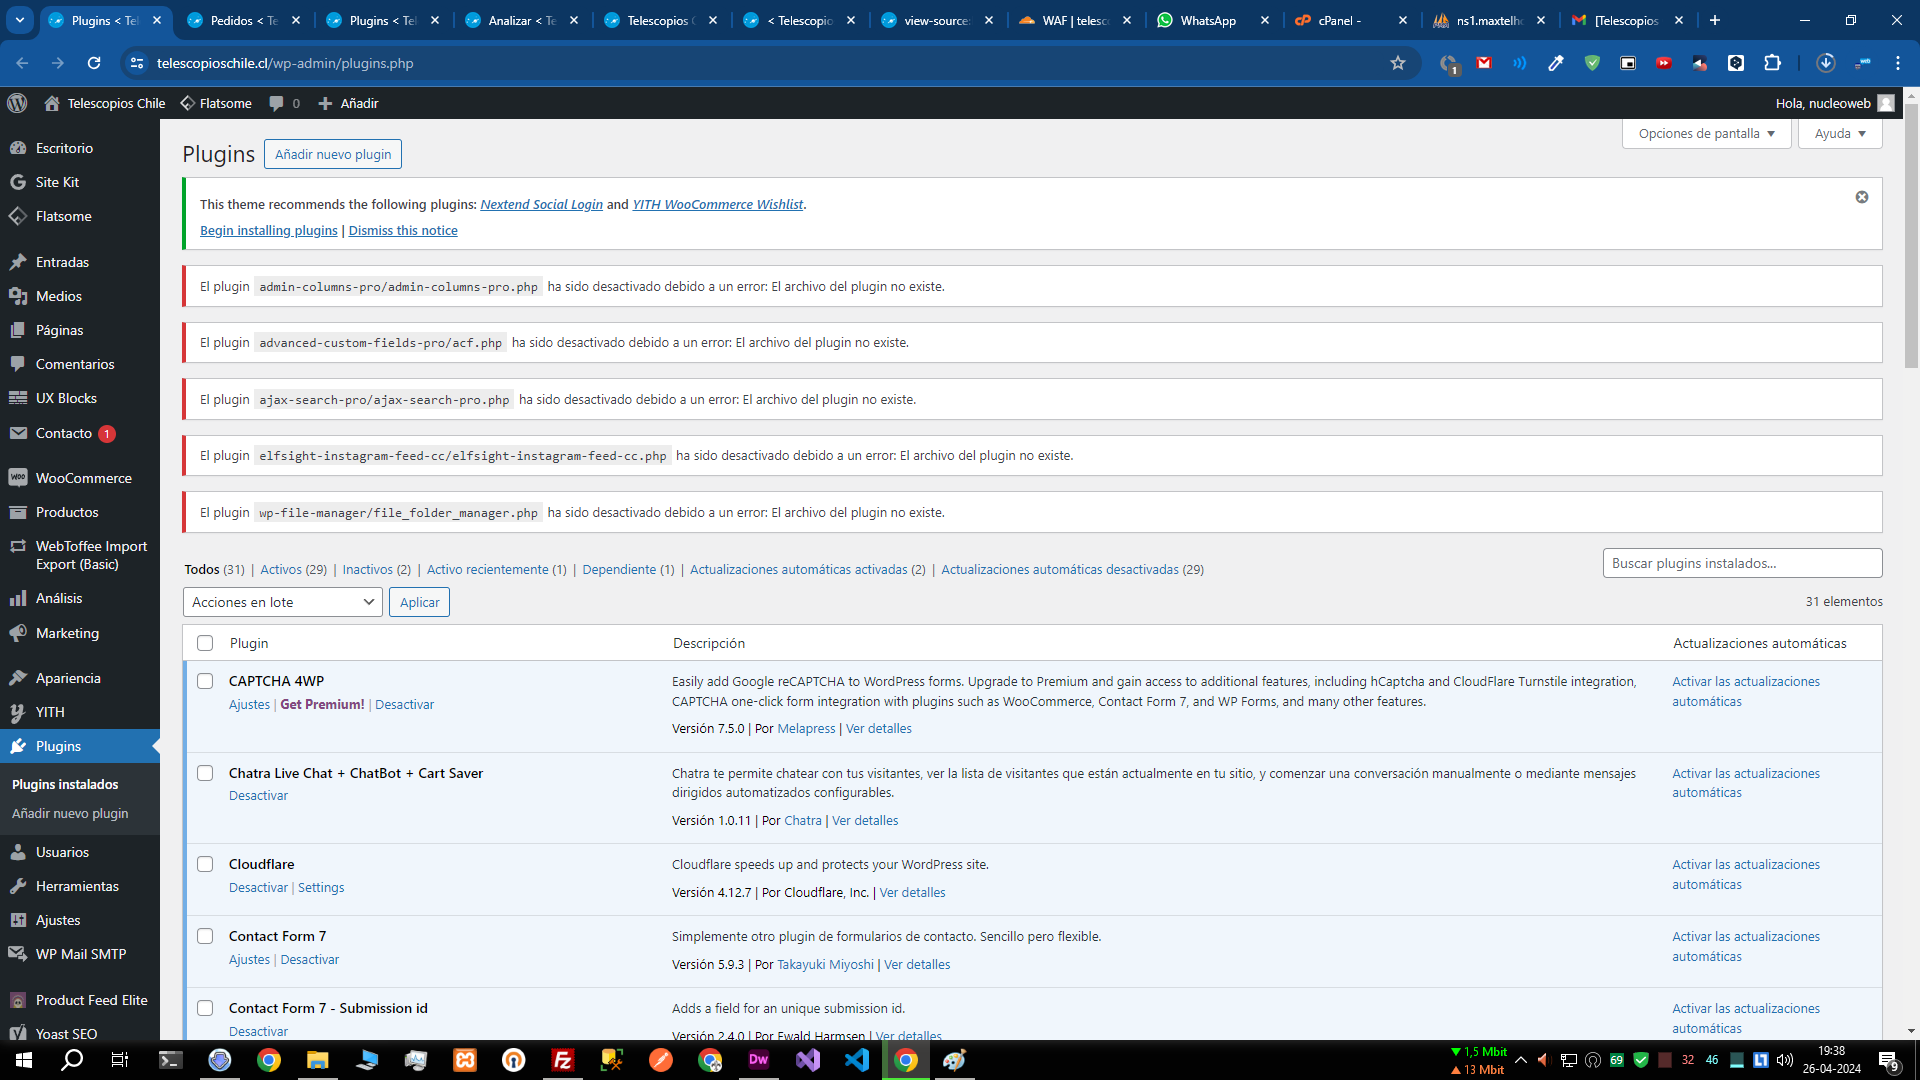 Plugins < Tel
Pedidos < Te
Plugins < Tel
Analizar < Te
Telescopios C
< Telescopio
view-source:
WAF | telesc
WhatsApp
cPanel -
ns1.maxtelh
[Telescopios
telescopioschile.cl/wp-admin/plugins.php
1
Telescopios Chile
Flatsome
0
Añadir
Hola, nucleoweb
Escritorio
Site Kit
Flatsome
Entradas
Medios
Páginas
Comentarios
UX Blocks
Contacto 1
WooCommerce
Productos
WebToffee Import
Export (Basic)
Análisis
Marketing
Apariencia
YITH
Plugins
Plugins instalados
Añadir nuevo plugin
Usuarios
Herramientas
Ajustes
WP Mail SMTP
Product Feed Elite
Yoast SEO
Opciones de pantalla
Ayuda
Plugins
Añadir nuevo plugin
This theme recommends the following plugins: Nextend Social Login and YITH WooCommerce Wishlist.
Begin installing plugins | Dismiss this notice
El plugin admin-columns-pro/admin-columns-pro.php ha sido desactivado debido a un error: El archivo del plugin no existe.
El plugin advanced-custom-fields-pro/acf.php ha sido desactivado debido a un error: El archivo del plugin no existe.
El plugin ajax-search-pro/ajax-search-pro.php ha sido desactivado debido a un error: El archivo del plugin no existe.
El plugin elfsight-instagram-feed-cc/elfsight-instagram-feed-cc.php ha sido desactivado debido a un error: El archivo del plugin no existe.
El plugin wp-file-manager/file_folder_manager.php ha sido desactivado debido a un error: El archivo del plugin no existe.
Todos (31) | Activos (29) | Inactivos (2) | Activo recientemente (1) | Dependiente (1) | Actualizaciones automáticas activadas (2) | Actualizaciones automáticas desactivadas (29)
Buscar plugins instalados...
Acciones en lote
Aplicar
31 elementos
Plugin
Descripción
Actualizaciones automáticas
CAPTCHA 4WP
Ajustes | Get Premium! | Desactivar
Easily add Google reCAPTCHA to WordPress forms. Upgrade to Premium and gain access to additional features, including hCaptcha and CloudFlare Turnstile integration,
CAPTCHA one-click form integration with plugins such as WooCommerce, Contact Form 7, and WP Forms, and many other features.
Versión 7.5.0 | Por Melapress | Ver detalles
Activar las actualizaciones
automáticas
Chatra Live Chat + ChatBot + Cart Saver
Desactivar
Chatra te permite chatear con tus visitantes, ver la lista de visitantes que están actualmente en tu sitio, y comenzar una conversación manualmente o mediante mensajes
dirigidos automatizados configurables.
Versión 1.0.11 | Por Chatra | Ver detalles
Activar las actualizaciones
automáticas
Cloudflare
Desactivar | Settings
Cloudflare speeds up and protects your WordPress site.
Versión 4.12.7 | Por Cloudflare, Inc. | Ver detalles
Activar las actualizaciones
automáticas
Contact Form 7
Ajustes | Desactivar
Simplemente otro plugin de formularios de contacto. Sencillo pero flexible.
Versión 5.9.3 | Por Takayuki Miyoshi | Ver detalles
Activar las actualizaciones
automáticas
Contact Form 7 - Submission id
Desactivar
Adds a field for an unique submission id.
Versión 2.4.0 | Por Ewald Harmsen | Ver detalles
Activar las actualizaciones
automáticas
1,5 Mbit
13 Mbit
69
32
46
19:38
26-04-2024
9